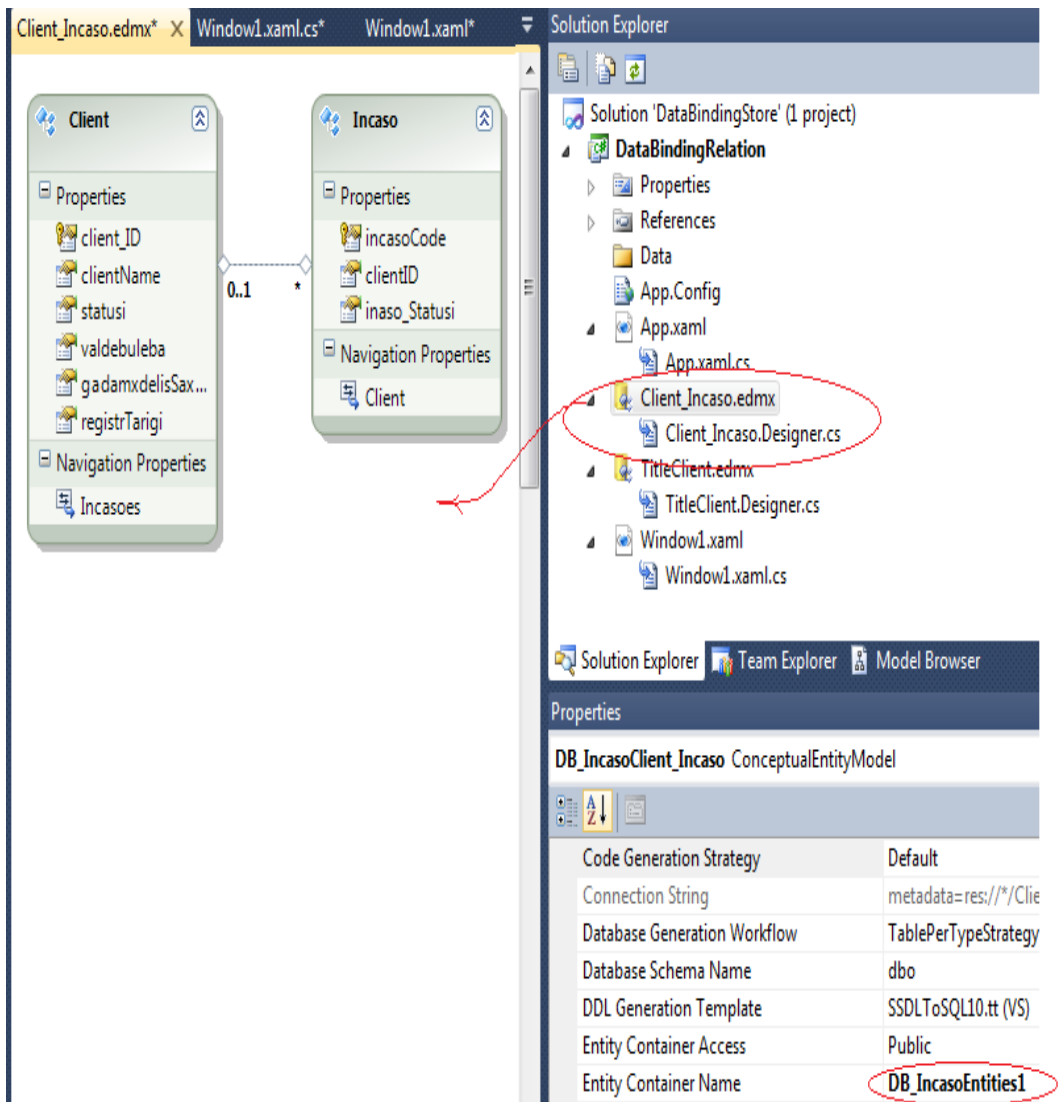 Client_Incaso.edmx*
Window1.xaml.cs*
Window1.xaml*
Client
Properties
client_ID
clientName
statusi
valdebuleba
gadamxdelisSax...
registrTarigi
Navigation Properties
Incasoes
0..1
*
Incaso
Properties
incasoCode
clientID
inaso_Statusi
Navigation Properties
Client
Solution Explorer
Solution 'DataBindingStore' (1 project)
DataBindingRelation
Properties
References
Data
App.Config
App.xaml
App.xaml.cs
Client_Incaso.edmx
Client_Incaso.Designer.cs
TitleClient.edmx
TitleClient.Designer.cs
Window1.xaml
Window1.xaml.cs
Solution Explorer Team Explorer Model Browser
Properties
DB_IncasoClient_Incaso ConceptualEntityModel
Code Generation Strategy Default
Connection String metadata=res://*/Clie
Database Generation Workflow TablePerTypeStrategy
Database Schema Name dbo
DDL Generation Template SSDLToSQL10.tt (VS)
Entity Container Access Public
Entity Container Name DB_IncasoEntities1